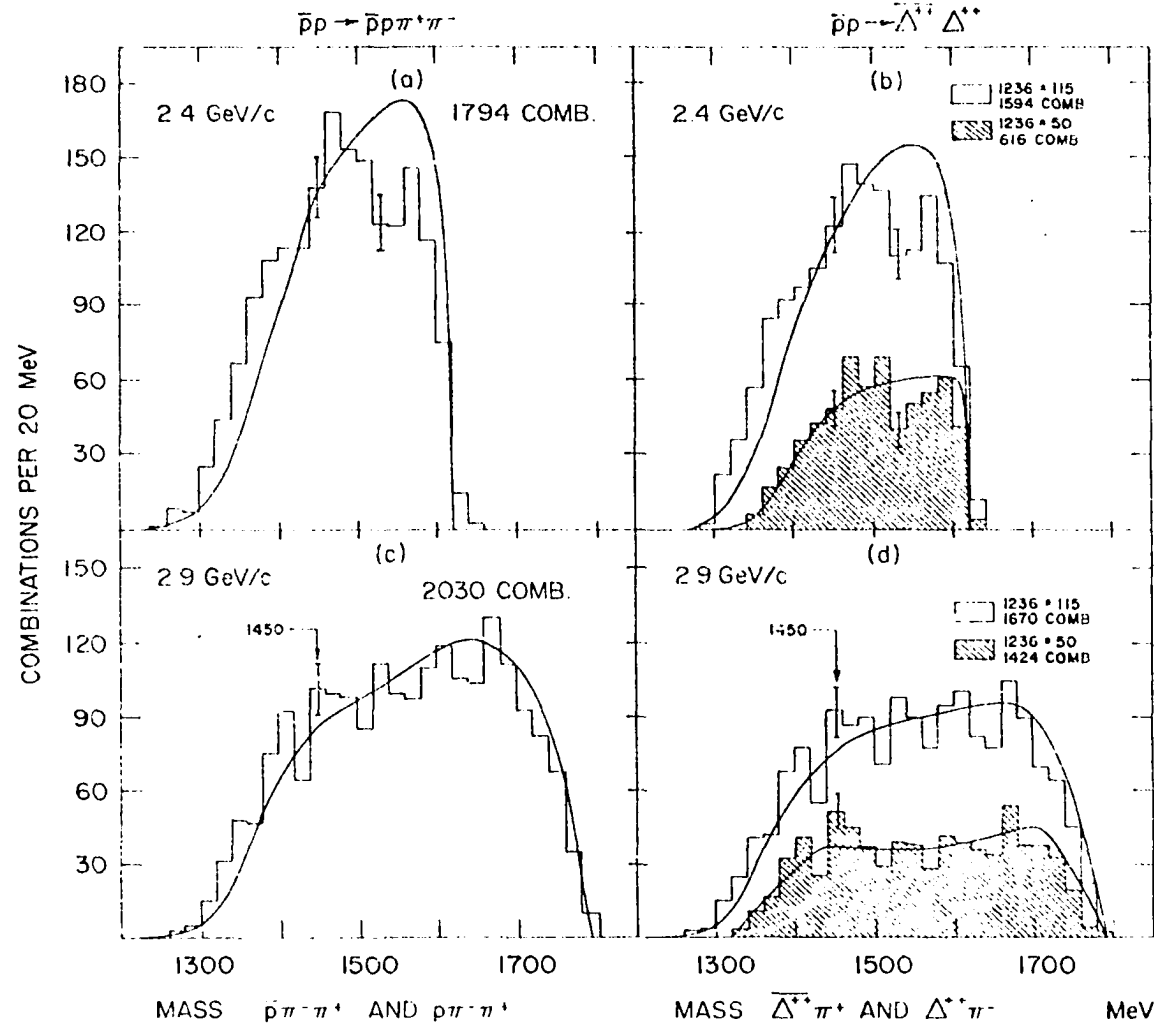 p̄p → p̄pπ⁺π⁻
p̄p → Δ̅⁺⁺ Δ⁺⁺
COMBINATIONS PER 20 MeV
(a)
2.4 GeV/c
1794 COMB.
180
150
120
90
60
30
(b)
2.4 GeV/c
1236 ± 115
1594 COMB
1236 ± 50
616 COMB
(c)
2.9 GeV/c
2030 COMB.
1450
150
120
90
60
30
(d)
2.9 GeV/c
1450
1236 ± 115
1670 COMB
1236 ± 50
1424 COMB
1300 1500 1700
1300 1500 1700
MASS p̄π⁻π⁺ AND pπ⁻π⁺
MASS Δ̅⁺⁺π⁺ AND Δ⁺⁺π⁻ MeV